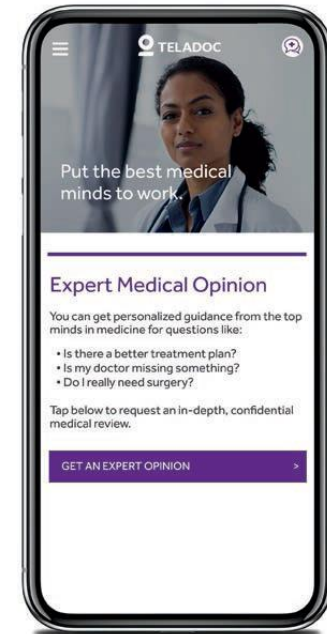 TELADOC
Put the best medical
minds to work.
Expert Medical Opinion
You can get personalized guidance from the top
minds in medicine for questions like:
• Is there a better treatment plan?
• Is my doctor missing something?
• Do I really need surgery?
Tap below to request an in-depth, confidential
medical review.
GET AN EXPERT OPINION >